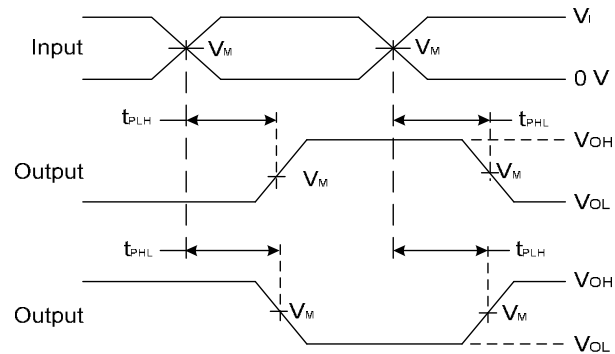 VI
Input VM VM
0 V
tPLH tPHL
VOH
Output VM VM
VOL
tPHL tPLH
VOH
Output VM VM
VOL